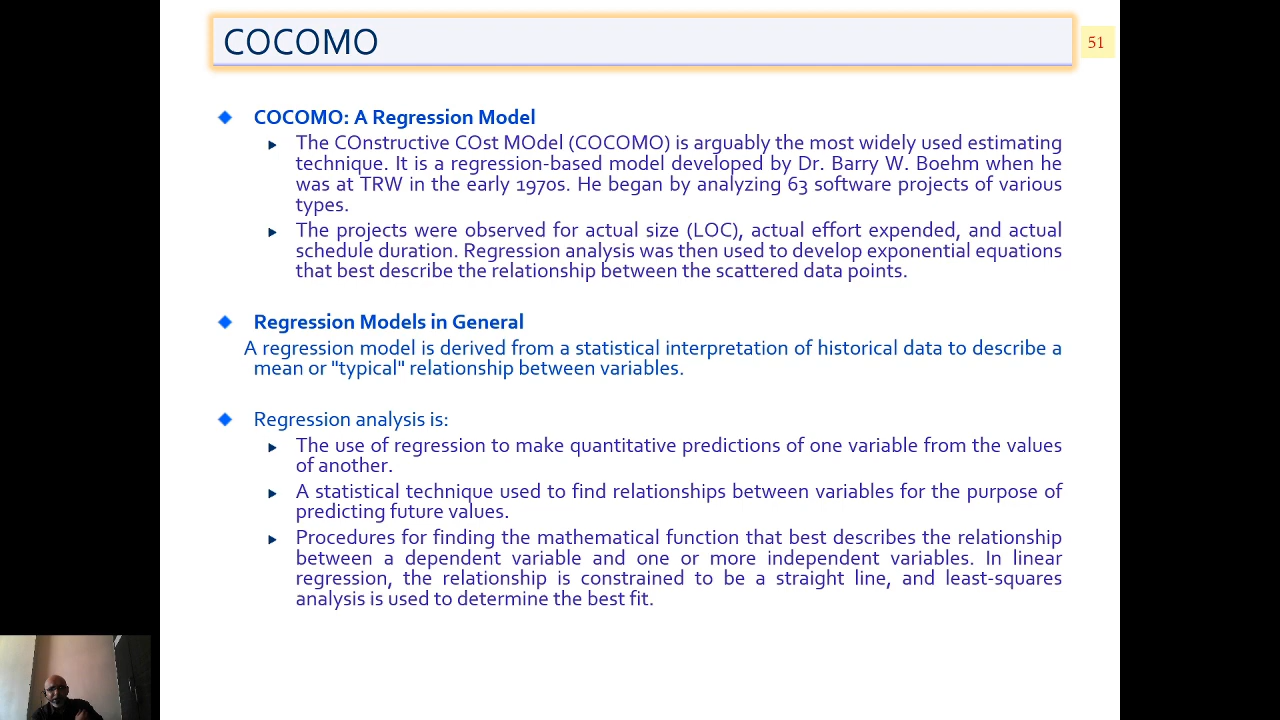 COCOMO
51
COCOMO: A Regression Model
The COnstructive COst MOdel (COCOMO) is arguably the most widely used estimating
technique. It is a regression-based model developed by Dr. Barry W. Boehm when he
was at TRW in the early 1970s. He began by analyzing 63 software projects of various
types.
The projects were observed for actual size (LOC), actual effort expended, and actual
schedule duration. Regression analysis was then used to develop exponential equations
that best describe the relationship between the scattered data points.
Regression Models in General
A regression model is derived from a statistical interpretation of historical data to describe a
mean or "typical" relationship between variables.
Regression analysis is:
The use of regression to make quantitative predictions of one variable from the values
of another.
A statistical technique used to find relationships between variables for the purpose of
predicting future values.
Procedures for finding the mathematical function that best describes the relationship
between a dependent variable and one or more independent variables. In linear
regression, the relationship is constrained to be a straight line, and least-squares
analysis is used to determine the best fit.